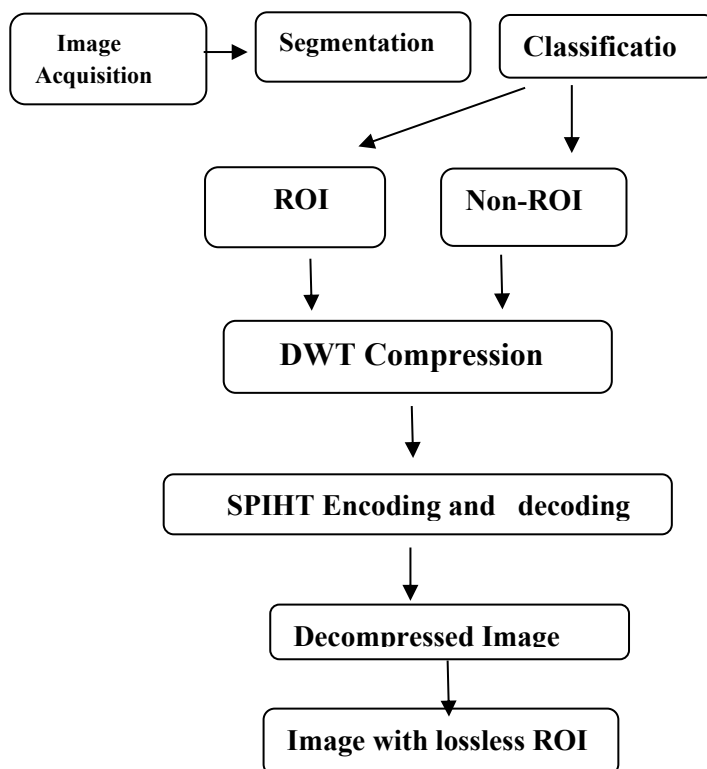 Image
Acquisition
Segmentation
Classificatio
ROI
Non-ROI
DWT Compression
SPIHT Encoding and decoding
Decompressed Image
Image with lossless ROI